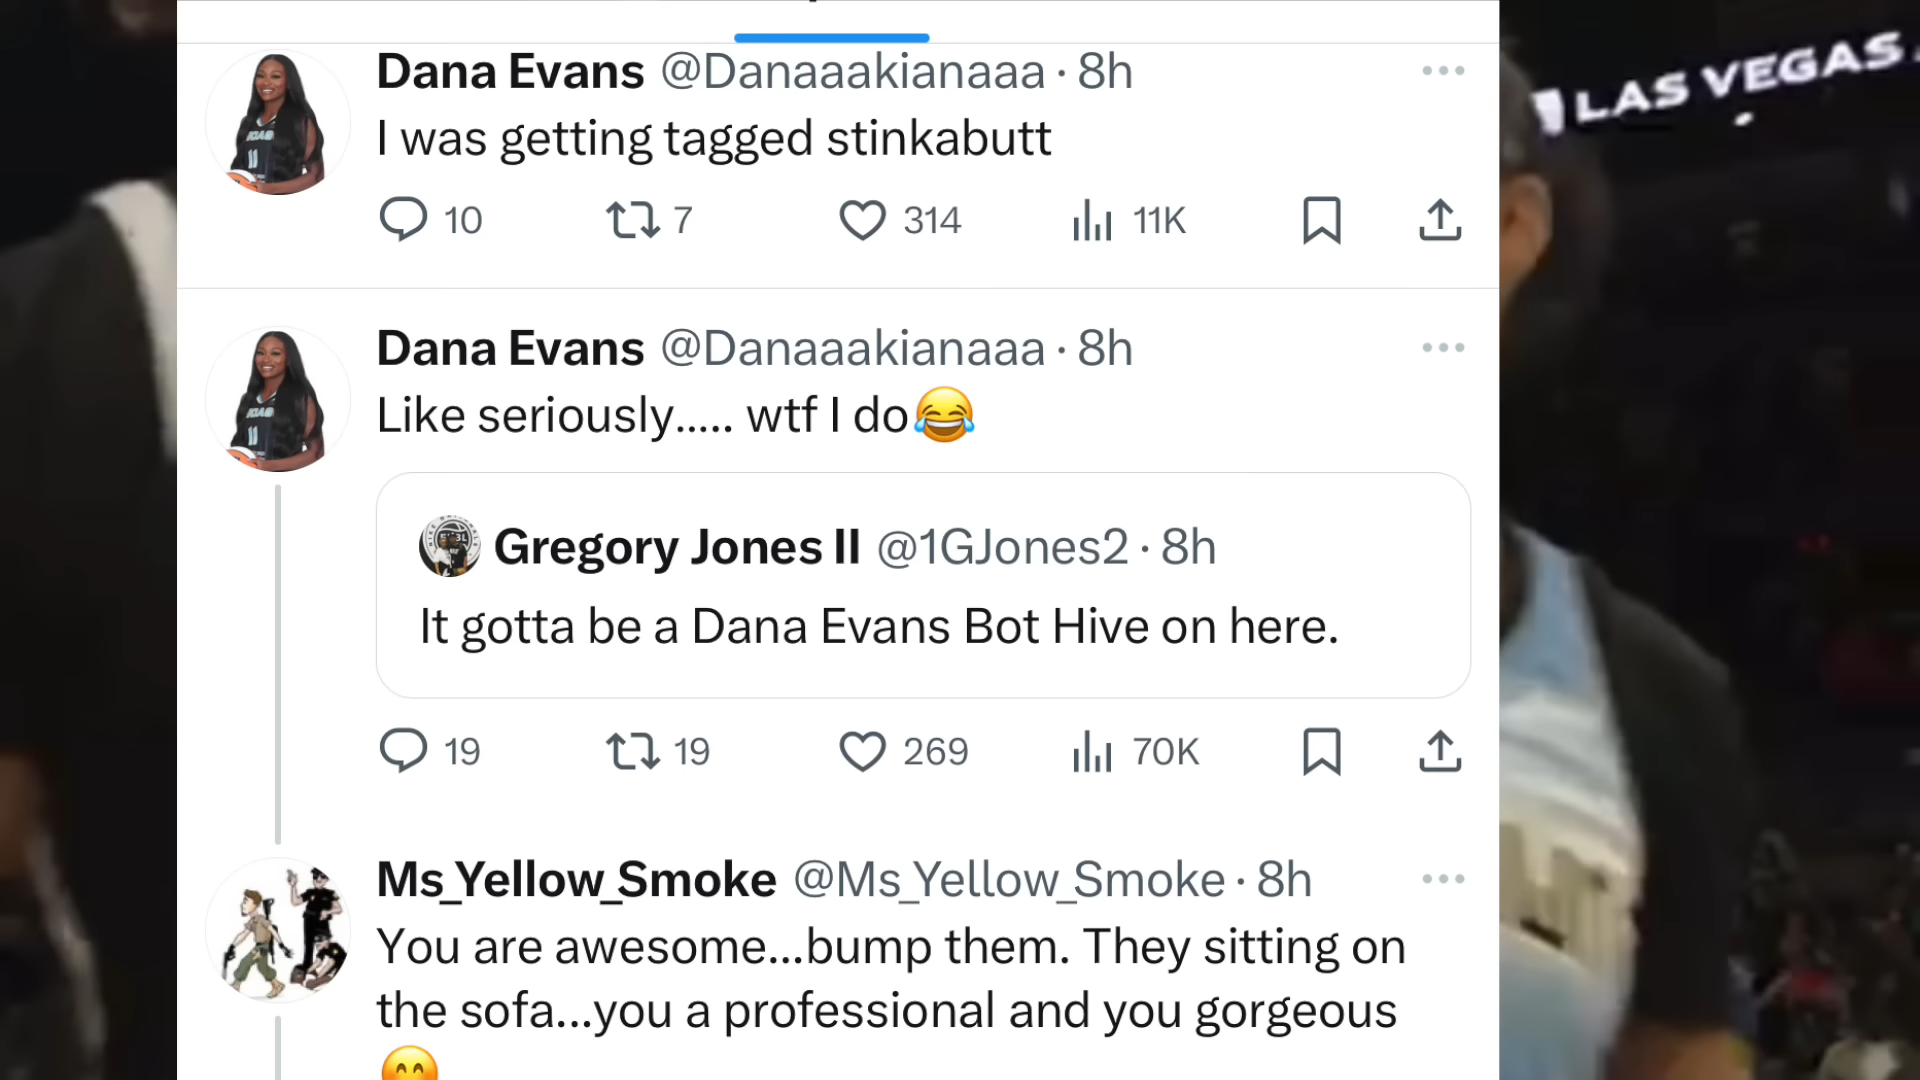 Dana Evans @Danaaakianaaa · 8h
I was getting tagged stinkabutt
10 7 314 11K
Dana Evans @Danaaakianaaa · 8h
Like seriously..... wtf I do😂
Gregory Jones II @1GJones2 · 8h
It gotta be a Dana Evans Bot Hive on here.
19 19 269 70K
Ms_Yellow_Smoke @Ms_Yellow_Smoke · 8h
You are awesome...bump them. They sitting on
the sofa...you a professional and you gorgeous
😊
LAS VEGAS